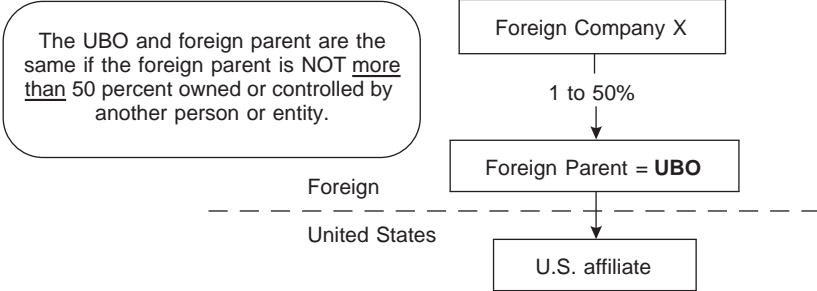 The UBO and foreign parent are the
same if the foreign parent is NOT more
than 50 percent owned or controlled by
another person or entity.
Foreign Company X
1 to 50%
Foreign Parent = UBO
Foreign
United States
U.S. affiliate